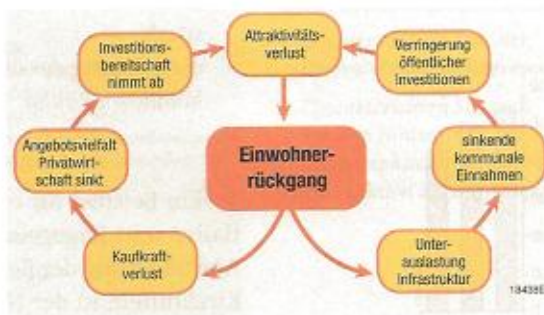 Attraktivitäts-
verlust
Investitions-
bereitschaft
nimmt ab
Verringerung
öffentlicher
Investitionen
Angebotsvielfalt
Privatwirt-
schaft sinkt
Einwohner-
rückgang
sinkende
kommunale
Einnahmen
Kaufkraft-
verlust
Unter-
auslastung
Infrastruktur